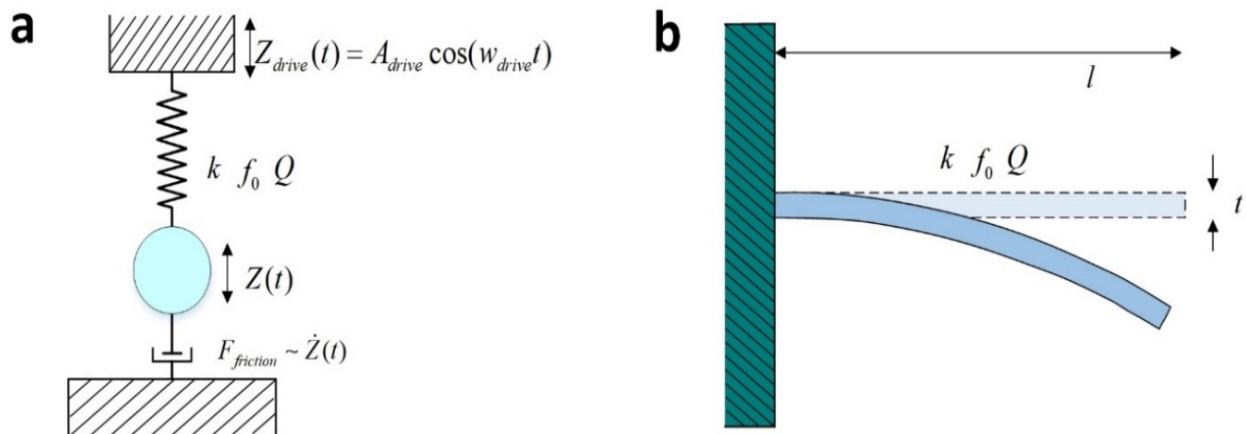 a
Z_drive(t) = A_drive cos(w_drive t)
k f_0 Q
Z(t)
F_friction ~ Ż(t)
b
l
k f_0 Q
t